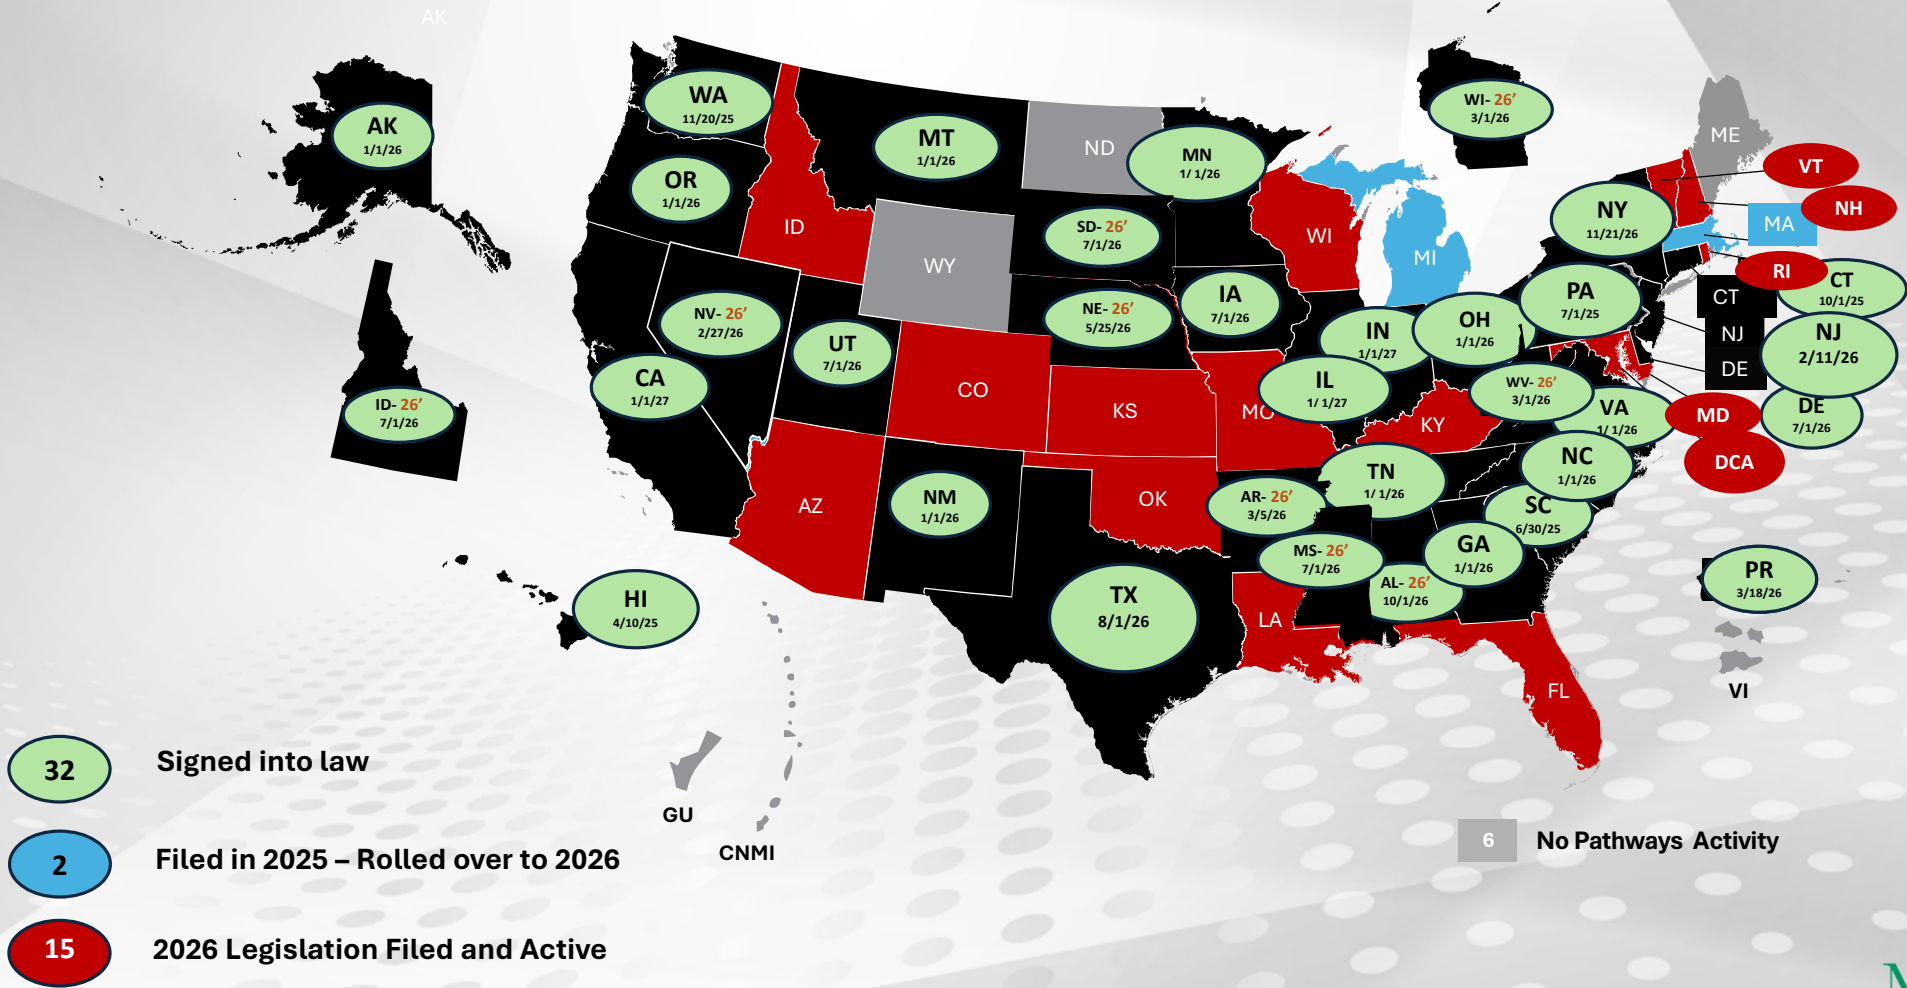 AK
AK
1/1/26
WA
11/20/25
OR
1/1/26
MT
1/1/26
ID
ND
MN
1/ 1/26
WI- 26’
3/1/26
ME
VT
NH
MA
NY
11/21/26
RI
CT
10/1/25
WY
SD- 26’
7/1/26
WI
MI
NV- 26’
2/27/26
UT
7/1/26
NE- 26’
5/25/26
IA
7/1/26
IN
1/1/27
OH
1/1/26
PA
7/1/25
CT
NJ
DE
NJ
2/11/26
CA
1/1/27
ID- 26’
7/1/26
CO
KS
MO
IL
1/ 1/27
KY
WV- 26’
3/1/26
VA
1/ 1/26
MD
DE
7/1/26
DCA
AZ
NM
1/1/26
OK
AR- 26’
3/5/26
TN
1/ 1/26
NC
1/1/26
SC
6/30/25
GA
1/1/26
MS- 26’
7/1/26
AL- 26’
10/1/26
HI
4/10/25
TX
8/1/26
LA
FL
PR
3/18/26
VI
GU
CNMI
32
Signed into law
2
Filed in 2025 – Rolled over to 2026
15
2026 Legislation Filed and Active
6
No Pathways Activity